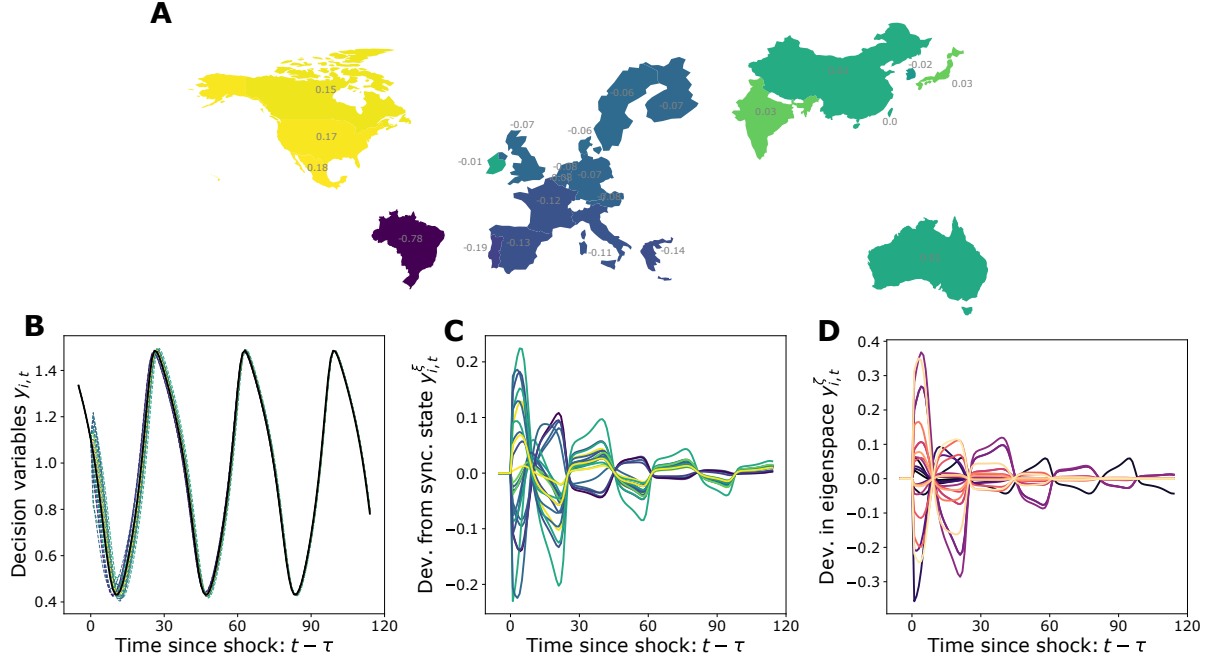 A
0.15
0.17
0.18
-0.78
-0.01
-0.07
-0.06
-0.06
-0.07
-0.07
-0.12
-0.19
-0.13
-0.11
-0.14
-0.02
0.03
0.03
0.0
B
Decision variables y_{i,t}
1.4
1.2
1.0
0.8
0.6
0.4
0 30 60 90 120
Time since shock: t − τ
C
Dev. from sync. state y^ξ_{i,t}
0.2
0.1
0.0
−0.1
−0.2
0 30 60 90 120
Time since shock: t − τ
D
Dev. in eigenspace y^ζ_{i,t}
0.4
0.3
0.2
0.1
0.0
−0.1
−0.2
−0.3
0 30 60 90 120
Time since shock: t − τ